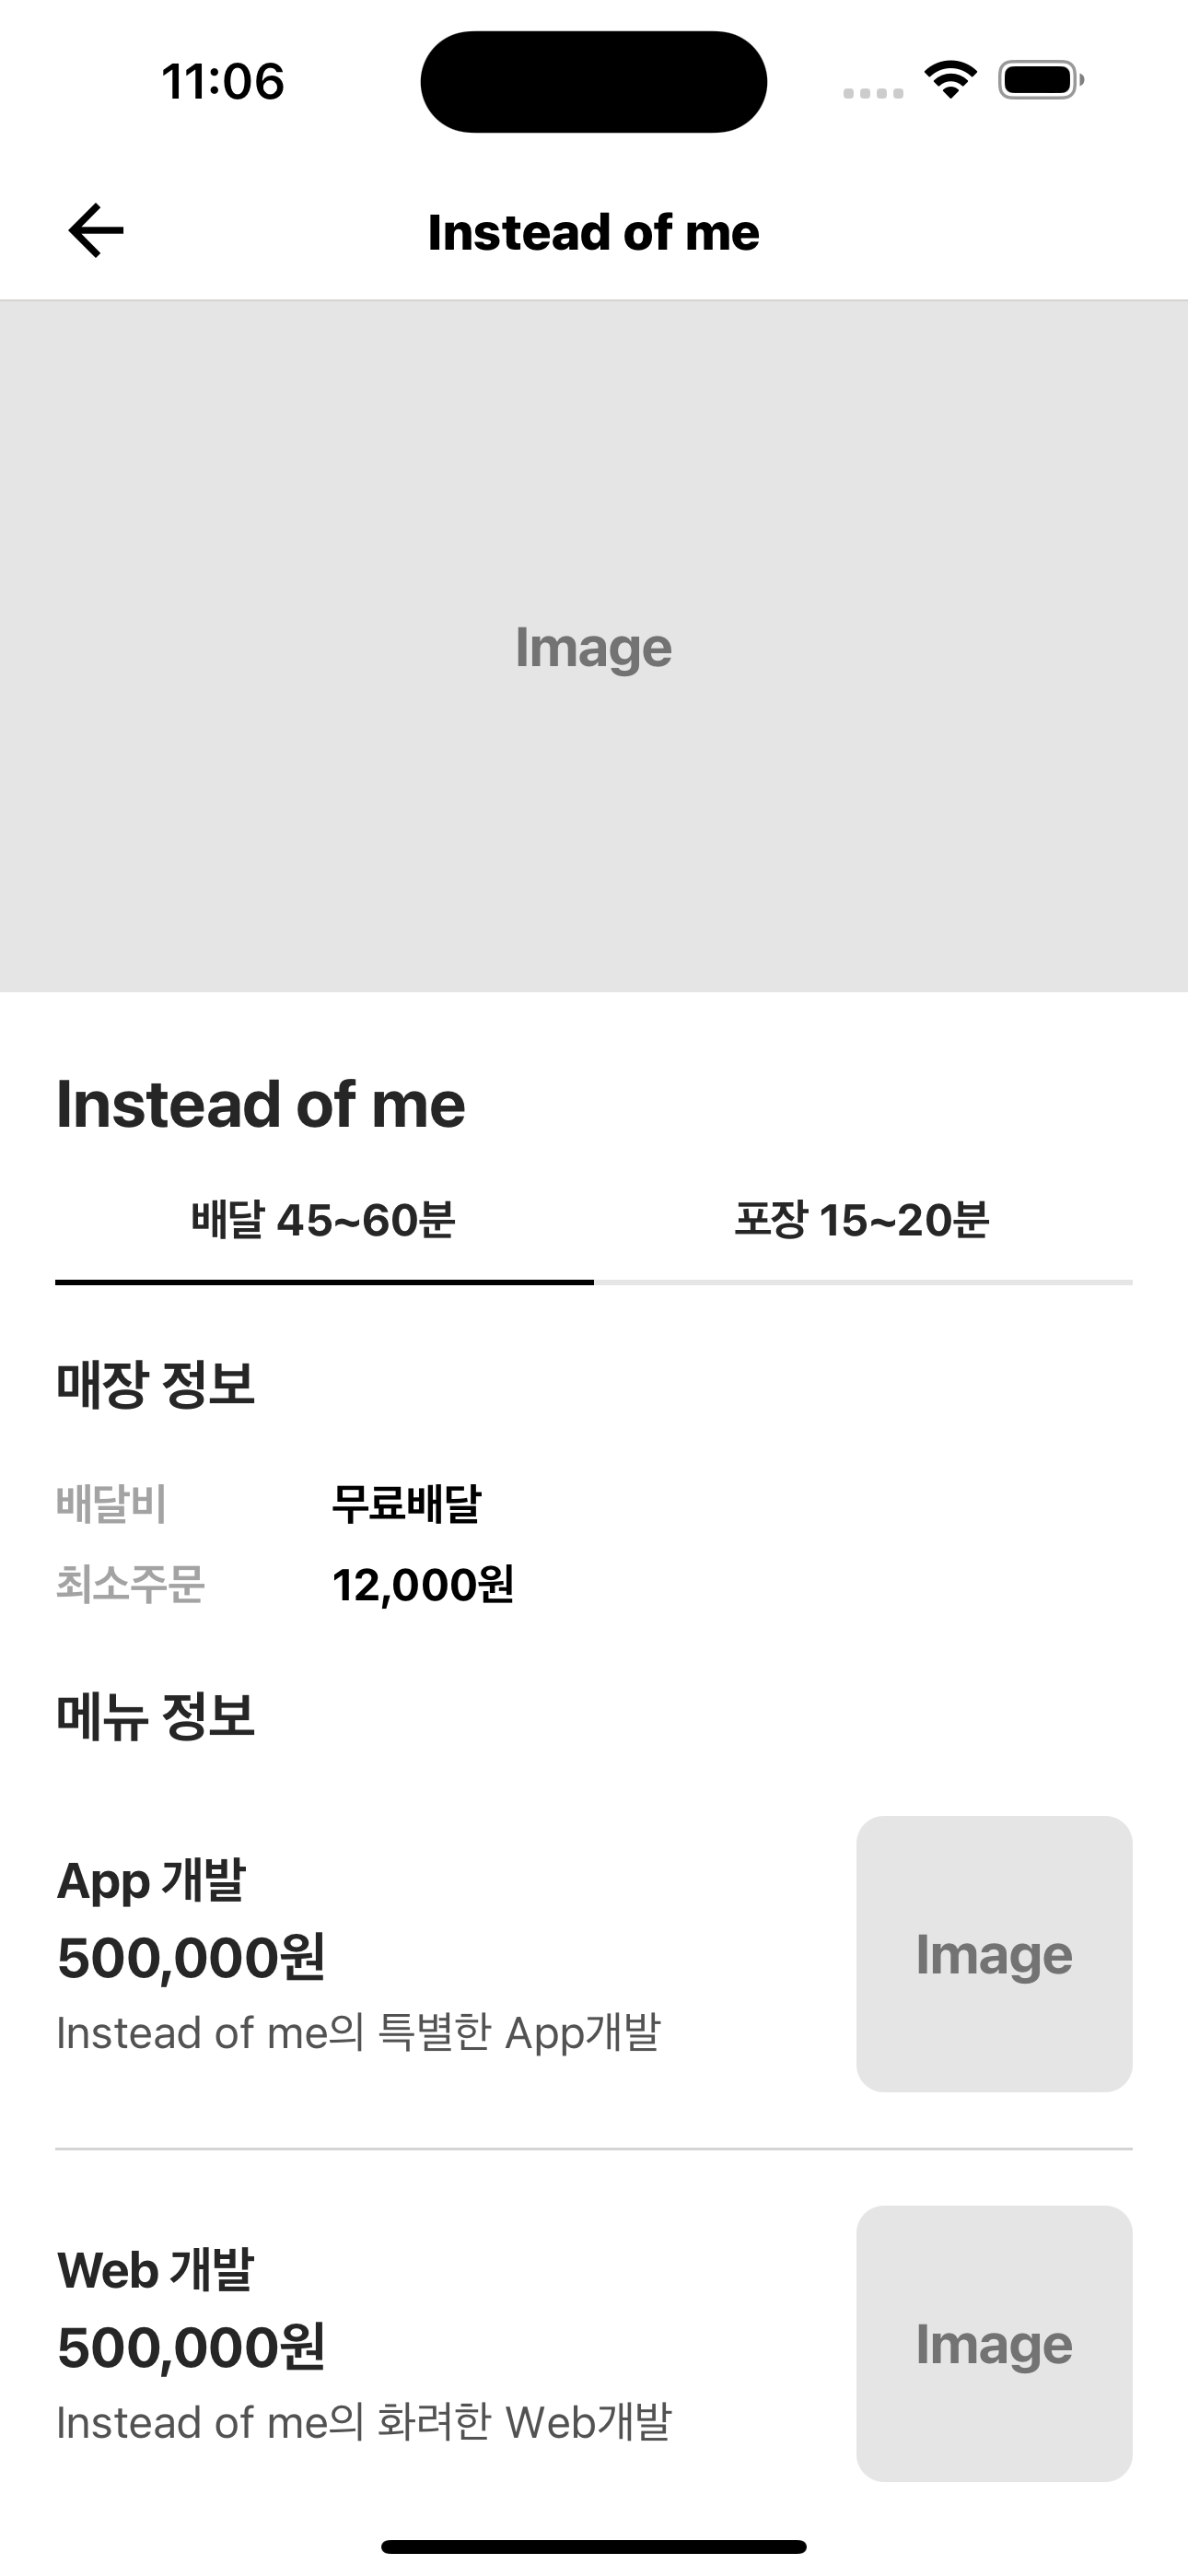 11:06
Instead of me
Image
Instead of me
배달 45~60분
포장 15~20분
매장 정보
배달비 무료배달
최소주문 12,000원
메뉴 정보
App 개발
500,000원
Instead of me의 특별한 App개발
Image
Web 개발
500,000원
Instead of me의 화려한 Web개발
Image